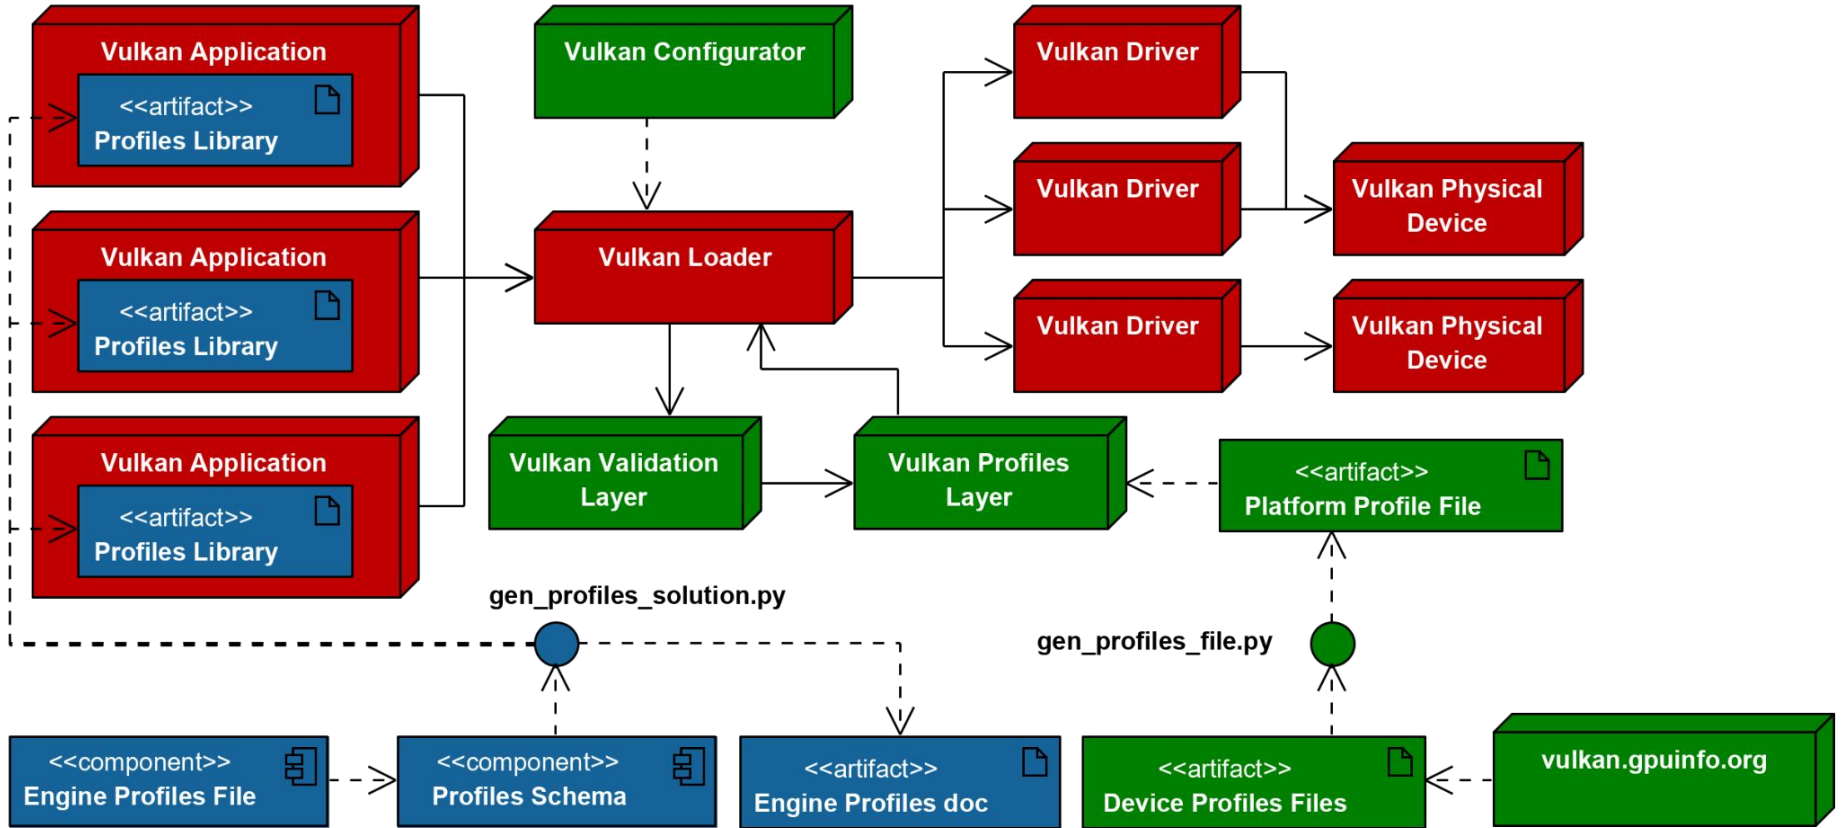 Vulkan Application
<<artifact>>
Profiles Library
Vulkan Configurator
Vulkan Driver
Vulkan Application
<<artifact>>
Profiles Library
Vulkan Loader
Vulkan Driver
Vulkan Physical
Device
Vulkan Driver
Vulkan Physical
Device
Vulkan Application
<<artifact>>
Profiles Library
Vulkan Validation
Layer
Vulkan Profiles
Layer
<<artifact>>
Platform Profile File
gen_profiles_solution.py
gen_profiles_file.py
<<component>>
Engine Profiles File
<<component>>
Profiles Schema
<<artifact>>
Engine Profiles doc
<<artifact>>
Device Profiles Files
vulkan.gpuinfo.org